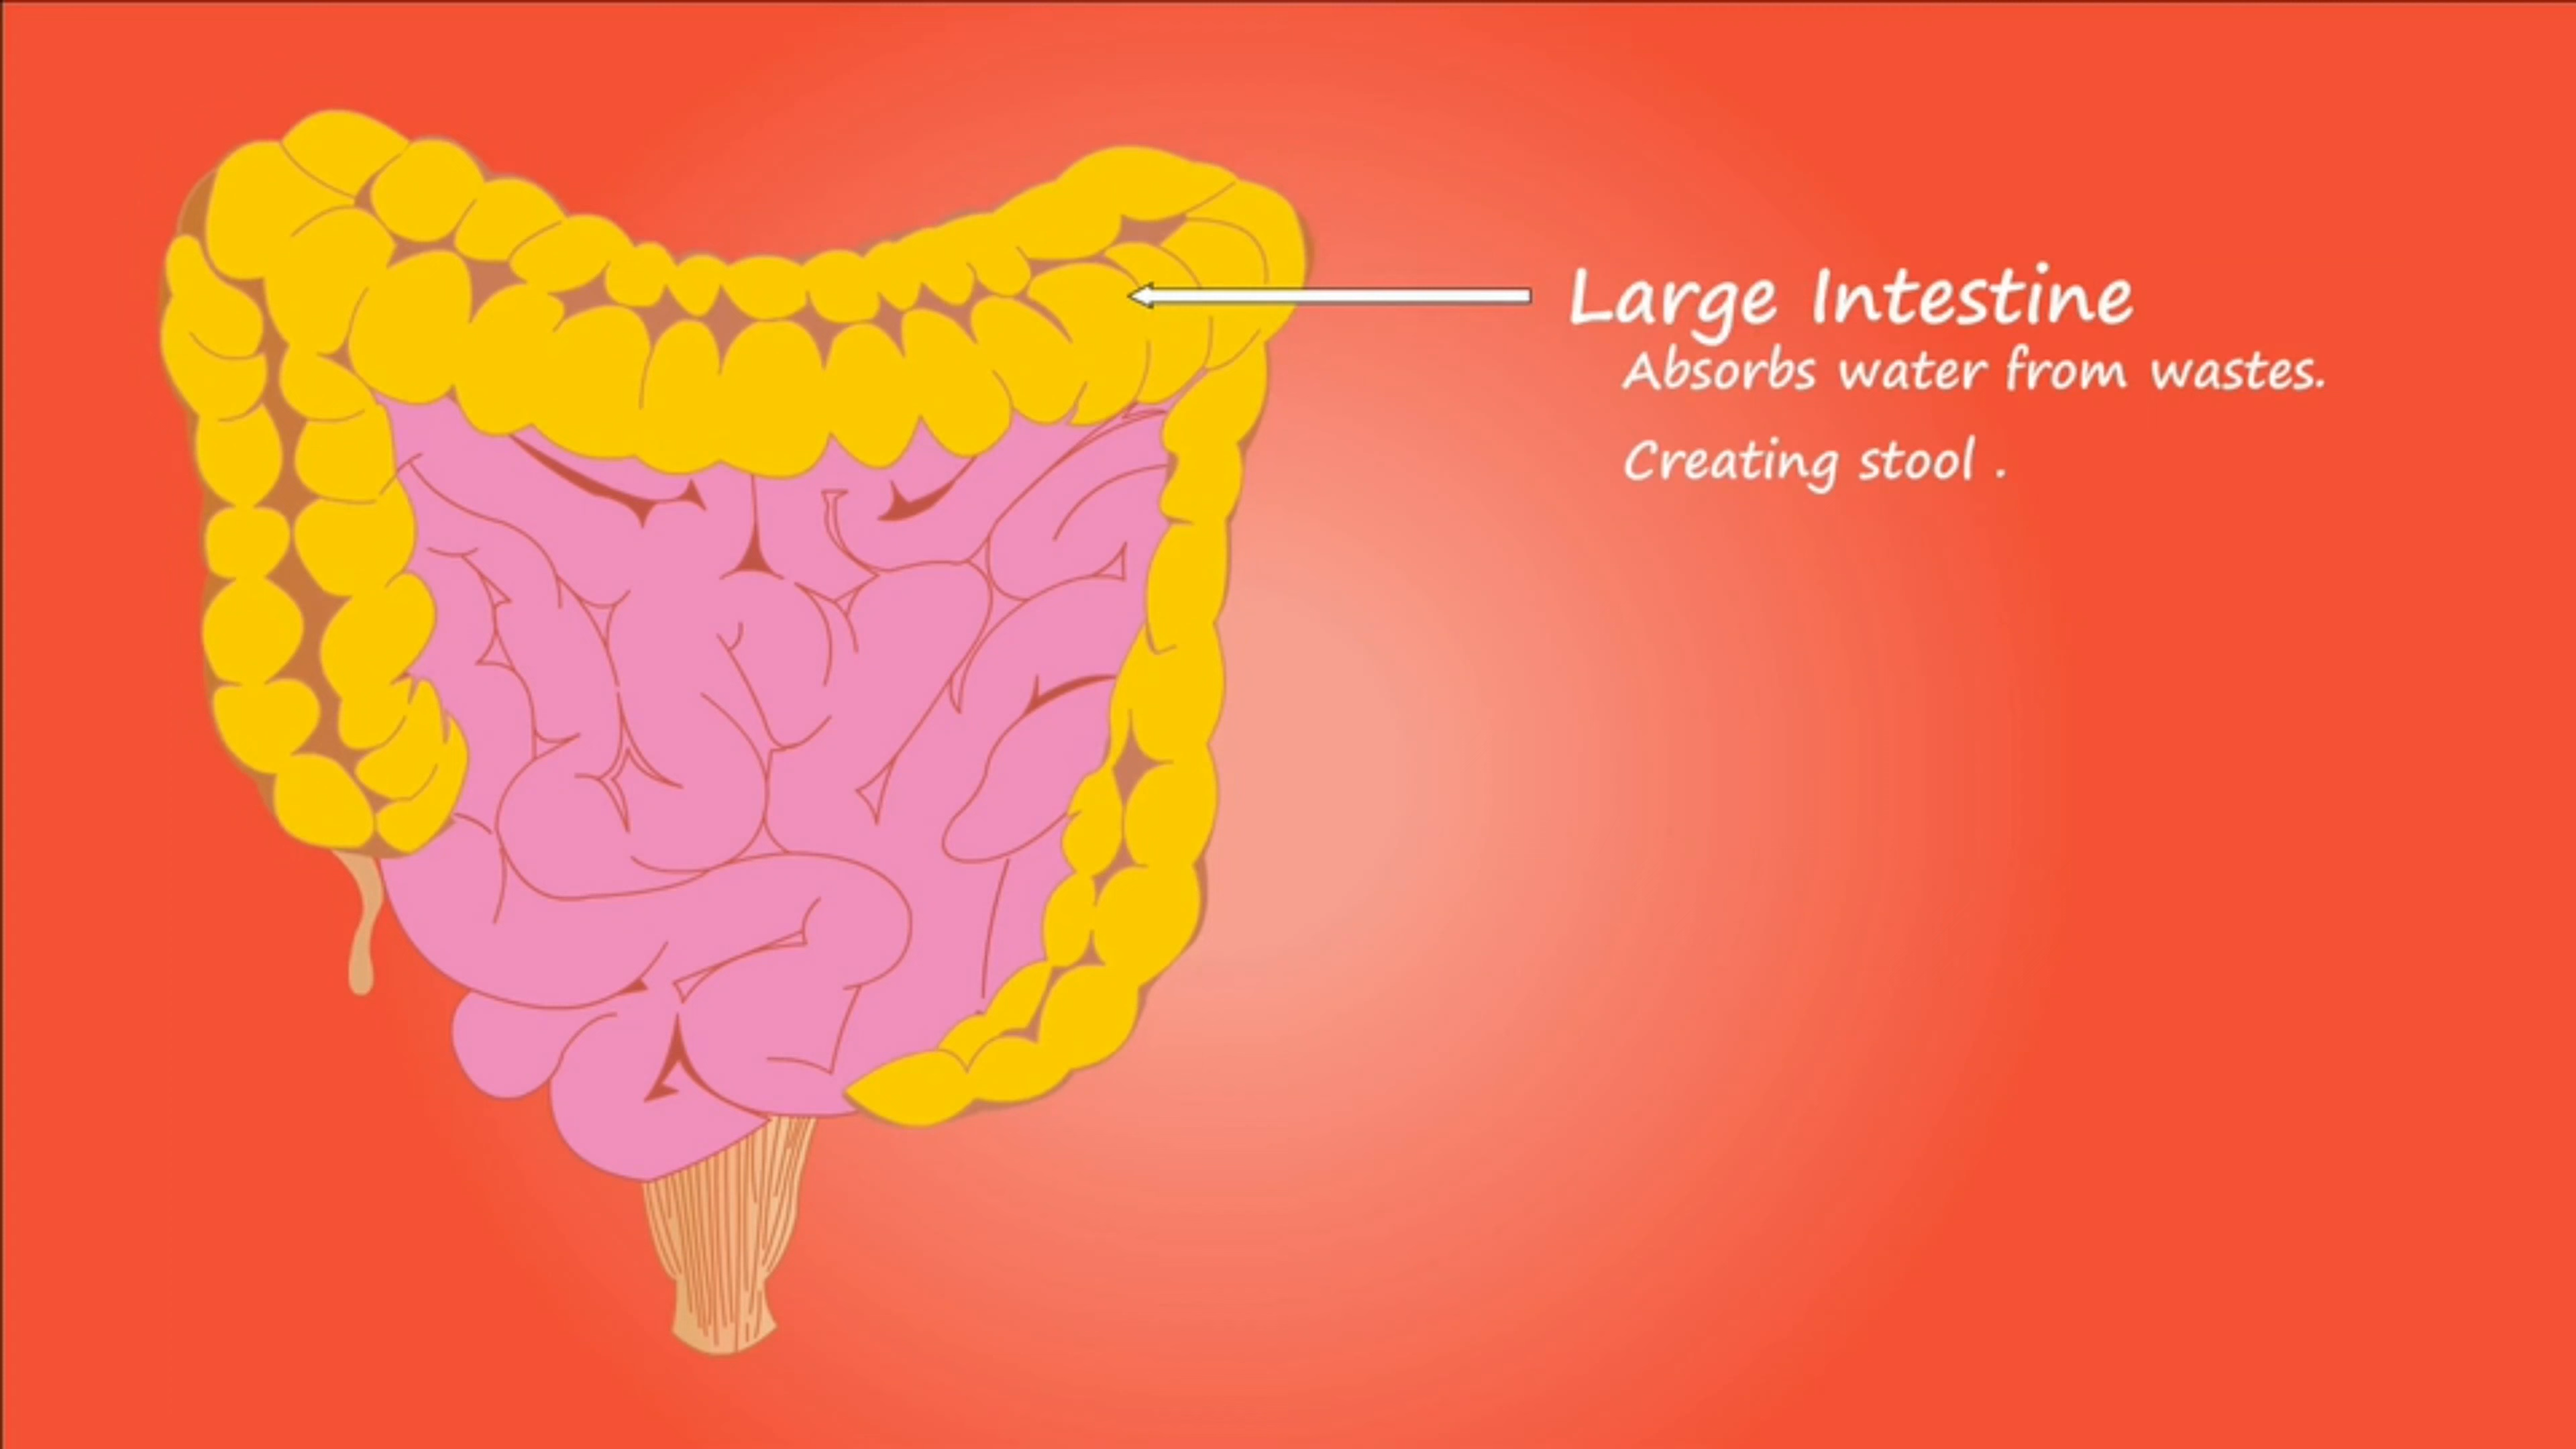 Large Intestine
Absorbs water from wastes.
Creating stool .